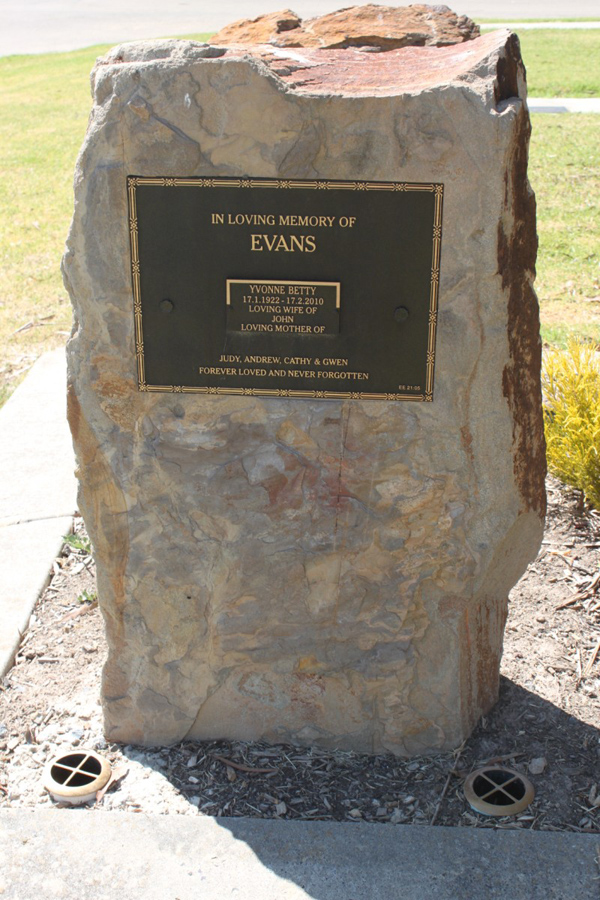 IN LOVING MEMORY OF
EVANS
YVONNE BETTY
17.1.1922 - 17.2.2010
LOVING WIFE OF
JOHN
LOVING MOTHER OF
JUDY, ANDREW, CATHY & GWEN
FOREVER LOVED AND NEVER FORGOTTEN